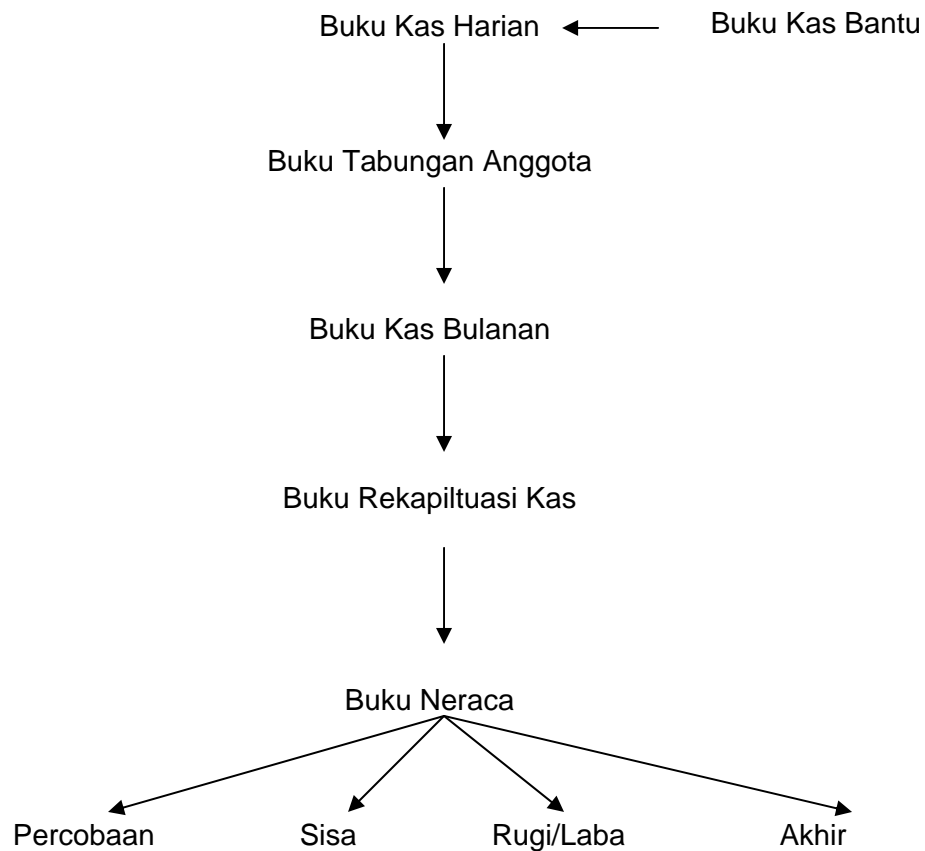 Buku Kas Harian
Buku Kas Bantu
Buku Tabungan Anggota
Buku Kas Bulanan
Buku Rekapiltuasi Kas
Buku Neraca
Percobaan
Sisa
Rugi/Laba
Akhir